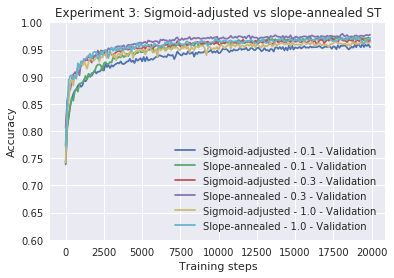 Experiment 3: Sigmoid-adjusted vs slope-annealed ST
1.00
0.95
0.90
0.85
0.80
0.75
0.70
0.65
0.60
Accuracy
Sigmoid-adjusted - 0.1 - Validation
Slope-annealed - 0.1 - Validation
Sigmoid-adjusted - 0.3 - Validation
Slope-annealed - 0.3 - Validation
Sigmoid-adjusted - 1.0 - Validation
Slope-annealed - 1.0 - Validation
0 2500 5000 7500 10000 12500 15000 17500 20000
Training steps